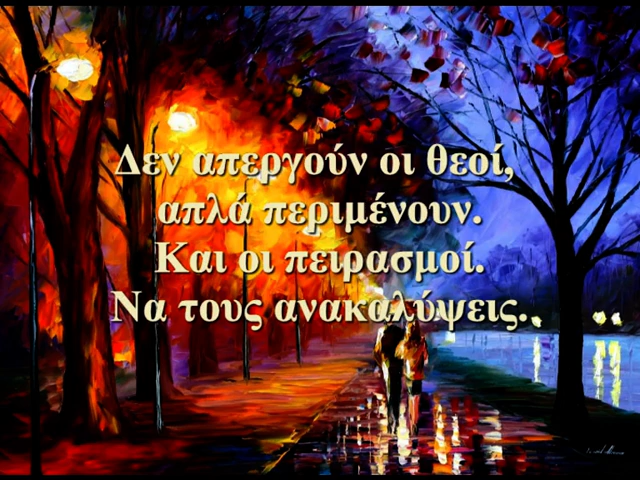 Δεν απεργούν οι θεοί,
απλά περιμένουν.
Και οι πειρασμοί.
Να τους ανακαλύψεις.